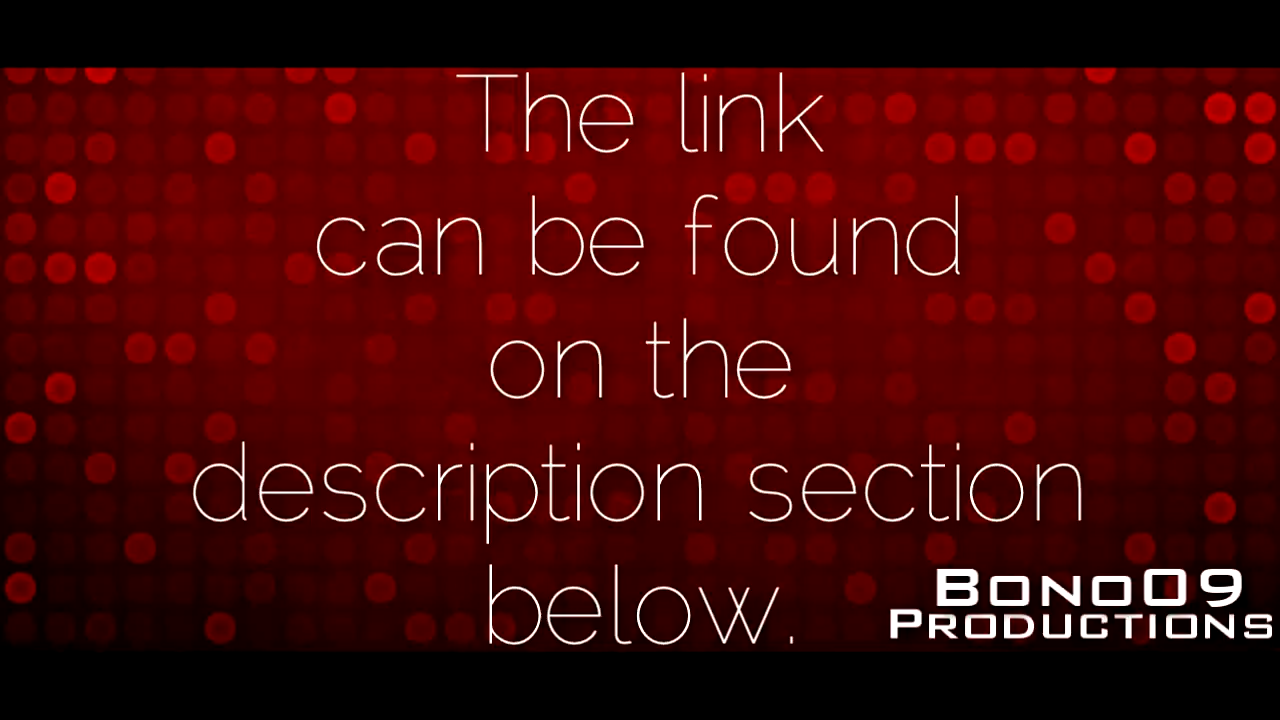 The link
can be found
on the
description section
below.
Bono09
Productions